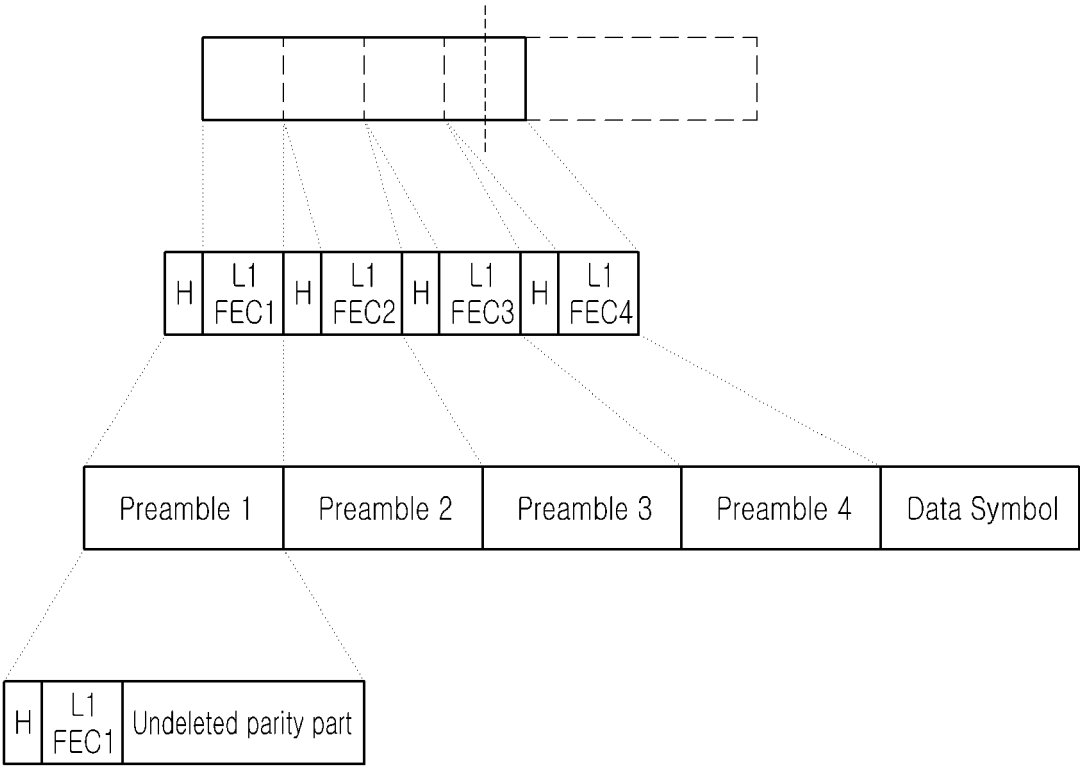 H L1 FEC1 H L1 FEC2 H L1 FEC3 H L1 FEC4
Preamble 1 Preamble 2 Preamble 3 Preamble 4 Data Symbol
H L1 FEC1 Undeleted parity part